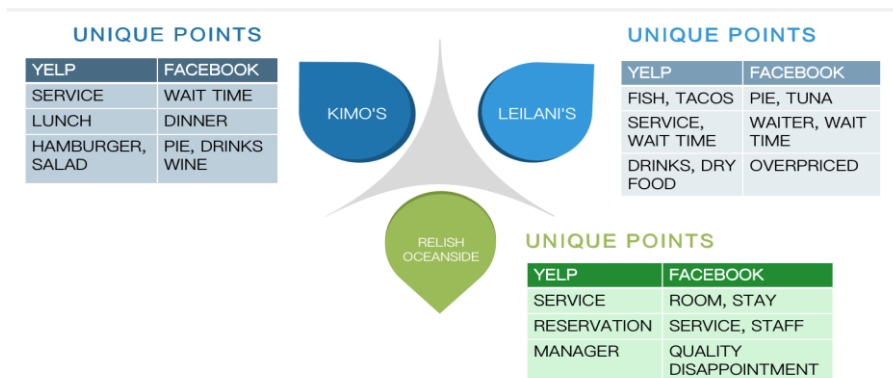 UNIQUE POINTS
YELP FACEBOOK
SERVICE WAIT TIME
LUNCH DINNER
HAMBURGER, PIE, DRINKS
SALAD WINE
KIMO'S
LEILANI'S
UNIQUE POINTS
YELP FACEBOOK
FISH, TACOS PIE, TUNA
SERVICE, WAITER, WAIT
WAIT TIME TIME
DRINKS, DRY OVERPRICED
FOOD
RELISH
OCEANSIDE
UNIQUE POINTS
YELP FACEBOOK
SERVICE ROOM, STAY
RESERVATION SERVICE, STAFF
MANAGER QUALITY
DISAPPOINTMENT